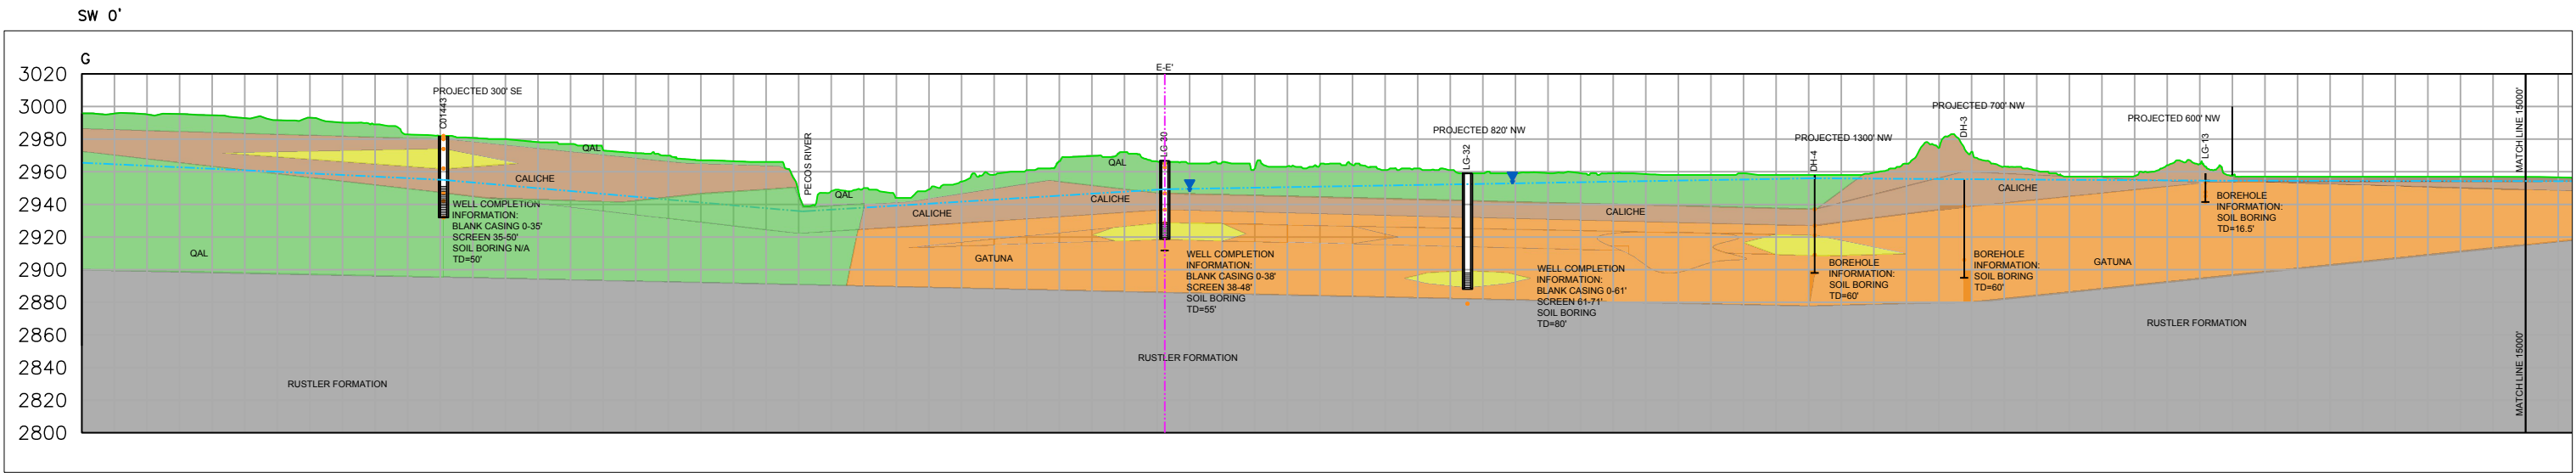 SW 0'
G
3020
3000
2980
2960
2940
2920
2900
2880
2860
2840
2820
2800
PROJECTED 300' SE
C01443
QAL
CALICHE
WELL COMPLETION
INFORMATION:
BLANK CASING 0-35'
SCREEN 35-50'
SOIL BORING N/A
TD=50'
QAL
RUSTLER FORMATION
PECOS RIVER
QAL
CALICHE
GATUNA
E-E'
LG-30
QAL
CALICHE
WELL COMPLETION
INFORMATION:
BLANK CASING 0-38'
SCREEN 38-48'
SOIL BORING
TD=55'
RUSTLER FORMATION
PROJECTED 820' NW
LG-32
WELL COMPLETION
INFORMATION:
BLANK CASING 0-61'
SCREEN 61-71'
SOIL BORING
TD=80'
CALICHE
PROJECTED 1300' NW
DH-4
BOREHOLE
INFORMATION:
SOIL BORING
TD=60'
PROJECTED 700' NW
DH-3
CALICHE
BOREHOLE
INFORMATION:
SOIL BORING
TD=60'
GATUNA
PROJECTED 600' NW
LG-13
BOREHOLE
INFORMATION:
SOIL BORING
TD=16.5'
RUSTLER FORMATION
MATCH LINE 15000'
MATCH LINE 15000'